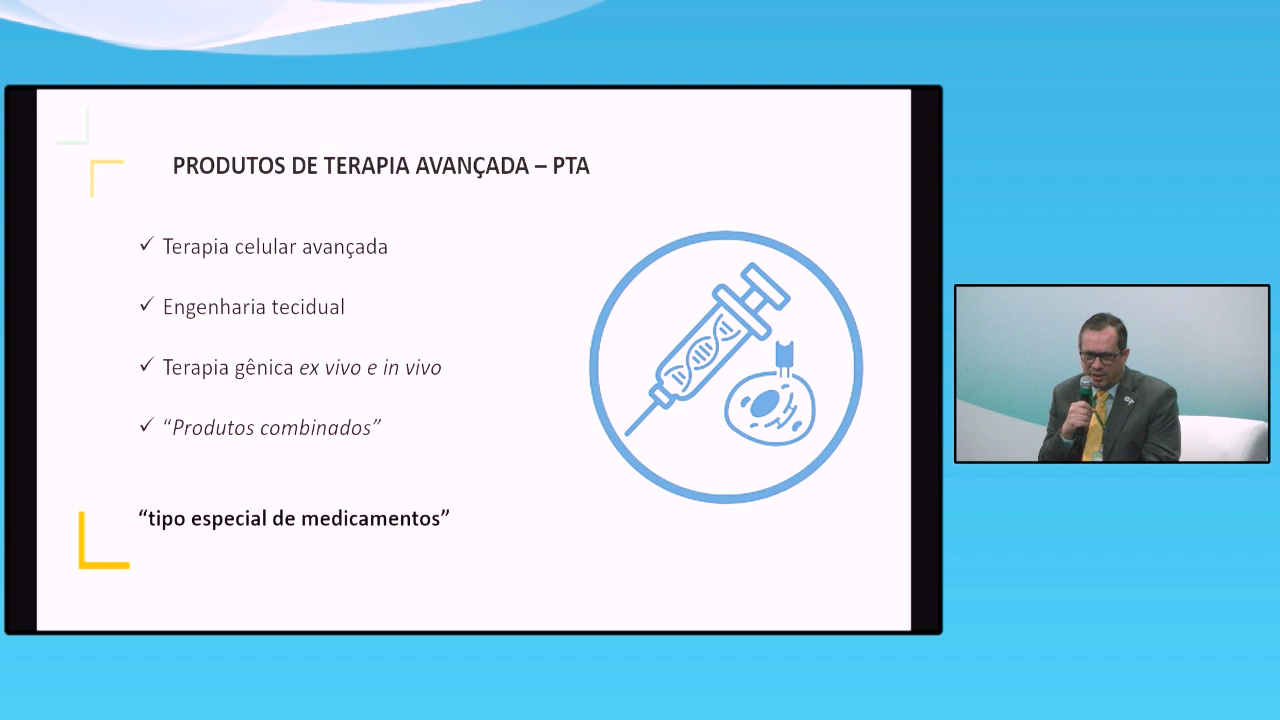 PRODUTOS DE TERAPIA AVANÇADA – PTA
✓ Terapia celular avançada
✓ Engenharia tecidual
✓ Terapia gênica ex vivo e in vivo
✓ “Produtos combinados”
“tipo especial de medicamentos”